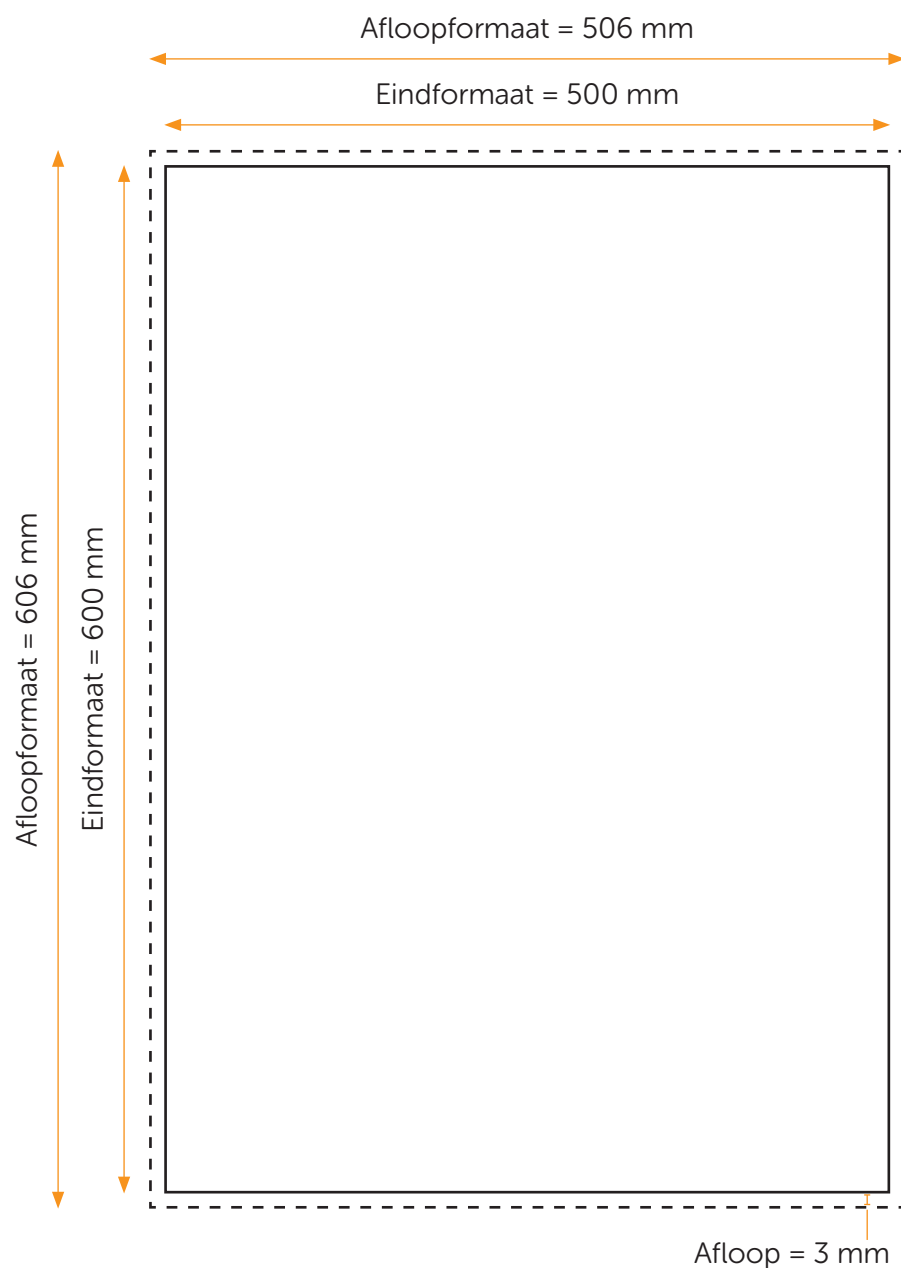 Afloopformaat = 506 mm
Eindformaat = 500 mm
Afloopformaat = 606 mm
Eindformaat = 600 mm
Afloop = 3 mm